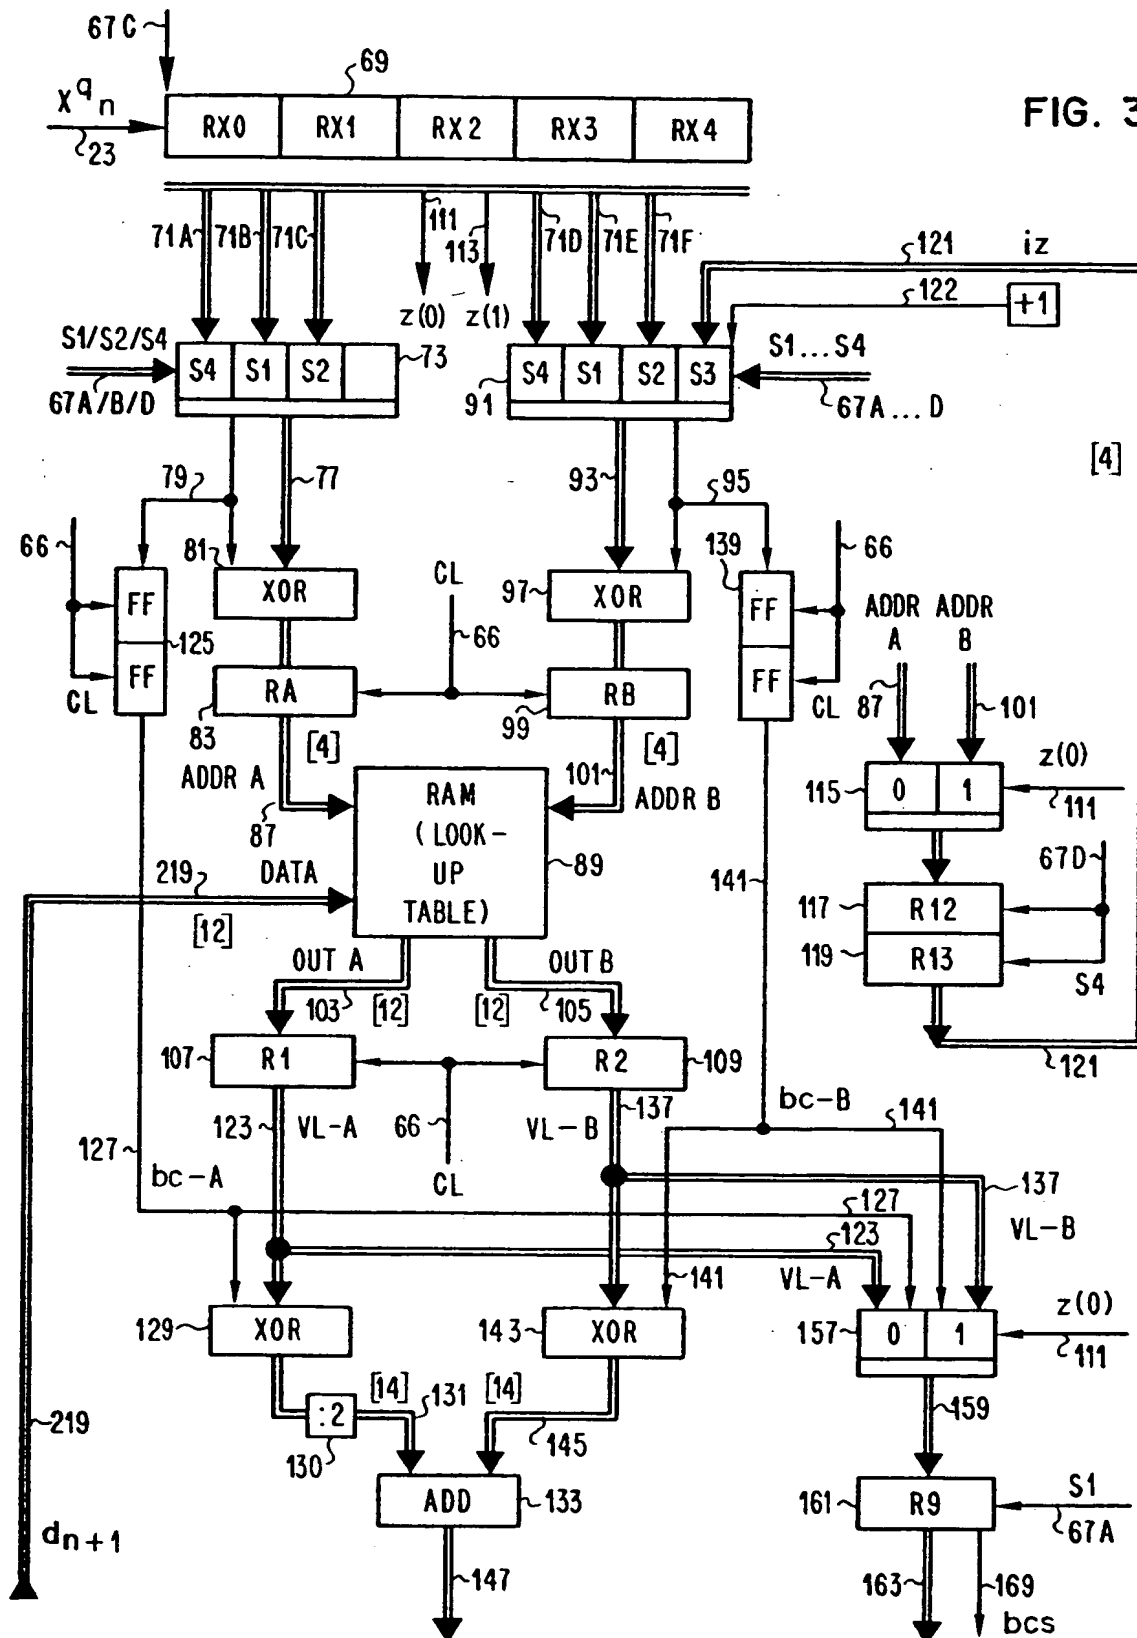 67C
69
FIG. 3
X^q n
23
RX0 RX1 RX2 RX3 RX4
71A 71B 71C 111 113 71D 71E 71F
121 iz
122 +1
z(0) z(1)
S1/S2/S4
67A/B/D
S4 S1 S2 73
91 S4 S1 S2 S3
S1...S4
67A...D
[4]
79 77 93 95
66 81 XOR CL 97 XOR 139 66
FF
125
FF
CL
66
FF
FF
CL
RA
83
[4]
RB
99
[4]
ADDR A
ADDR B
87
101
ADDR A
87
101
ADDR B
RAM
(LOOK-
UP
TABLE)
89
z(0)
115 0 1 111
67D
219 DATA
[12]
141
117 R12
119 R13
S4
121
OUT A
103 [12]
OUT B
[12] 105
107 R1 R2 109
123 VL-A 66 VL-B 137
CL
bc-B 141
127
bc-A
127
137
VL-B
123
VL-A
141
129 XOR 143 XOR
157 0 1
z(0)
111
[14] 131 [14]
:2
130
145
159
219
ADD 133
161 R9
S1
67A
dn+1
147
163 169
bcs